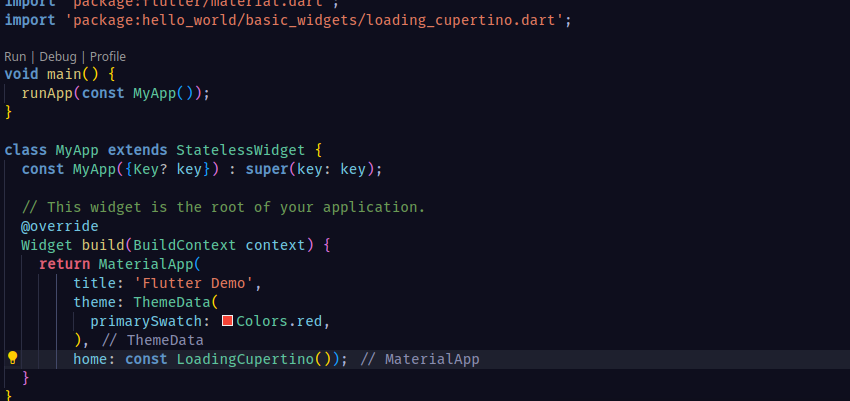 import 'package:flutter/material.dart';
import 'package:hello_world/basic_widgets/loading_cupertino.dart';
Run | Debug | Profile
void main() {
  runApp(const MyApp());
}
class MyApp extends StatelessWidget {
  const MyApp({Key? key}) : super(key: key);
  // This widget is the root of your application.
  @override
  Widget build(BuildContext context) {
    return MaterialApp(
        title: 'Flutter Demo',
        theme: ThemeData(
          primarySwatch: Colors.red,
        ), // ThemeData
        home: const LoadingCupertino()); // MaterialApp
  }
}